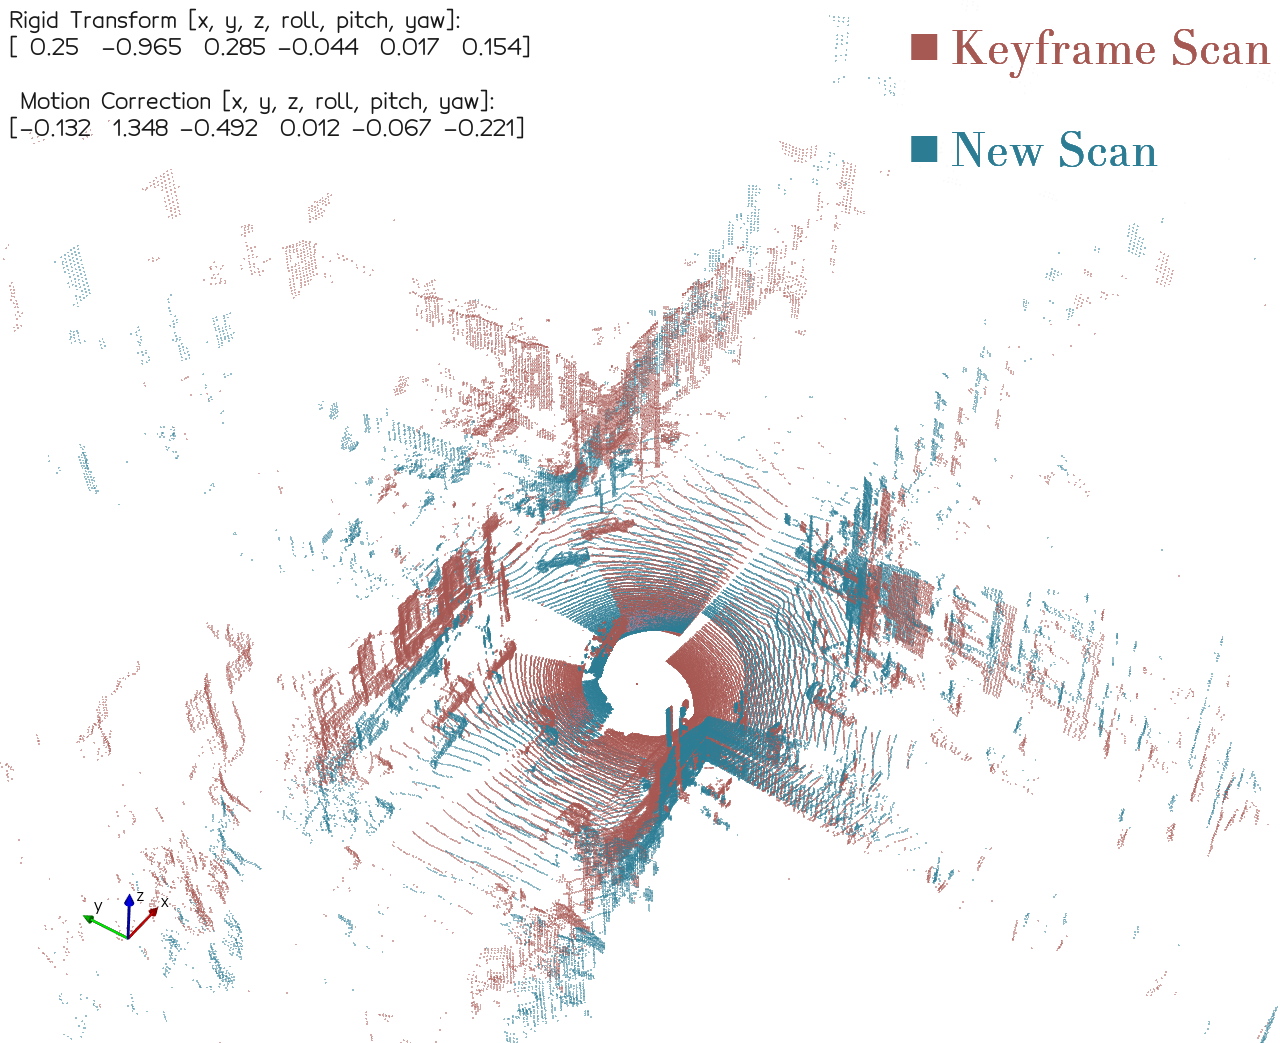 Rigid Transform [x, y, z, roll, pitch, yaw]:
[ 0.25 −0.965 0.285 −0.044 0.017 0.154]
Motion Correction [x, y, z, roll, pitch, yaw]:
[−0.132 1.348 −0.492 0.012 −0.067 −0.221]
Keyframe Scan
New Scan
y z x